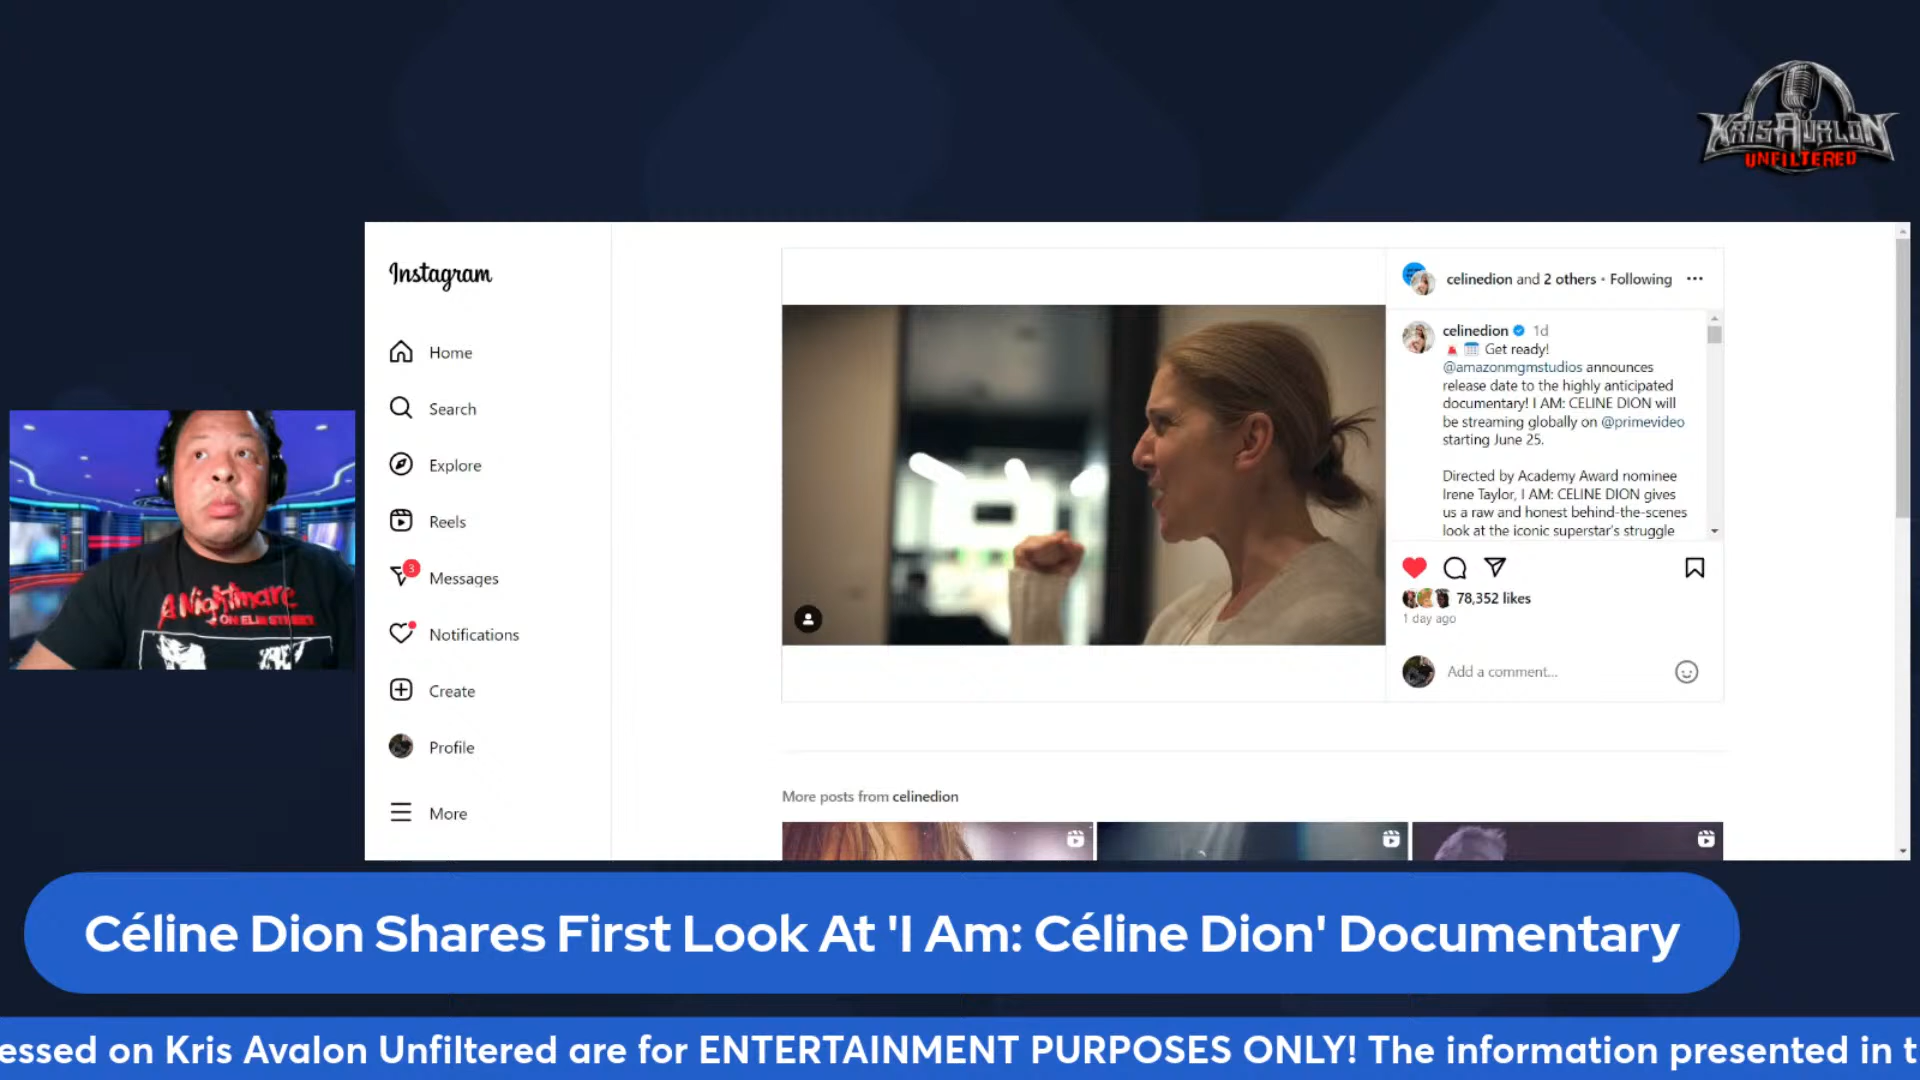 KRIS AVALON
UNFILTERED
Instagram
Home
Search
Explore
Reels
3
Messages
Notifications
Create
Profile
More
A Nightmare
ON ELM STREET
celinedion and 2 others • Following
celinedion 1d
Get ready!
@amazonmgmstudios announces
release date to the highly anticipated
documentary! I AM: CELINE DION will
be streaming globally on @primevideo
starting June 25.
Directed by Academy Award nominee
Irene Taylor, I AM: CELINE DION gives
us a raw and honest behind-the-scenes
look at the iconic superstar's struggle
78,352 likes
1 day ago
Add a comment...
More posts from celinedion
Céline Dion Shares First Look At 'I Am: Céline Dion' Documentary
essed on Kris Avalon Unfiltered are for ENTERTAINMENT PURPOSES ONLY! The information presented in t